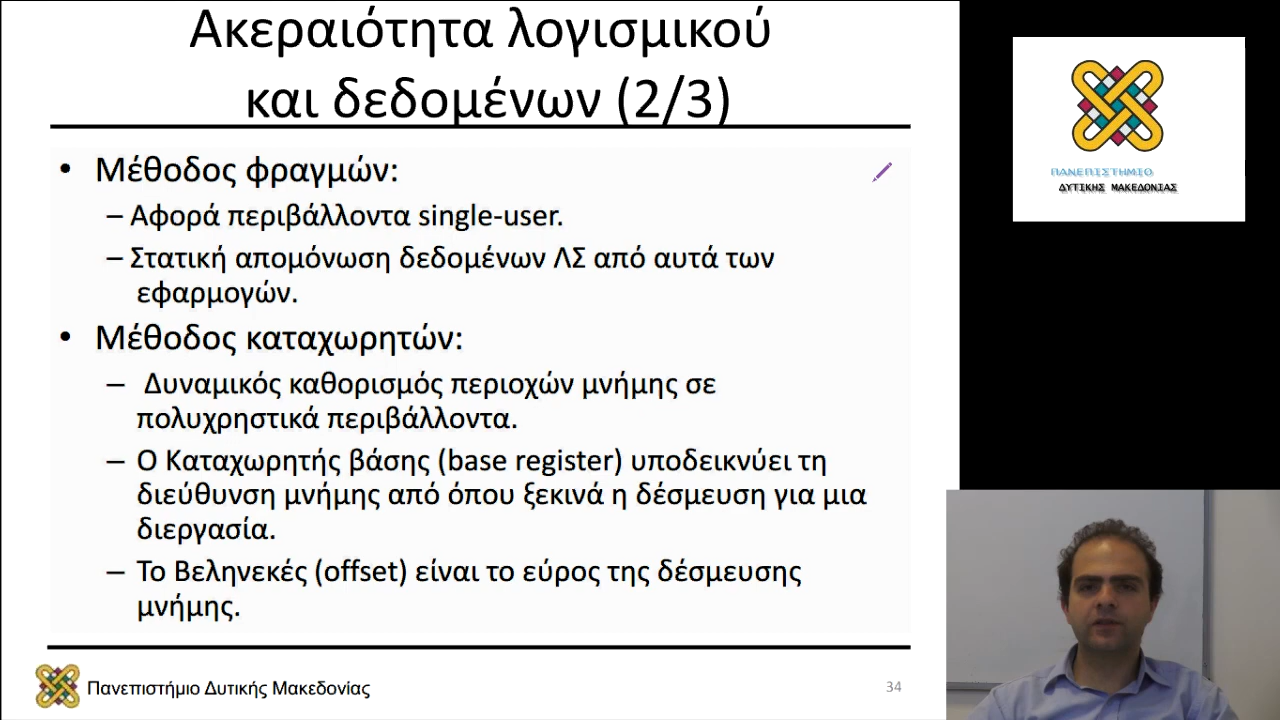 Ακεραιότητα λογισμικού
και δεδομένων (2/3)
• Μέθοδος φραγμών:
– Αφορά περιβάλλοντα single-user.
– Στατική απομόνωση δεδομένων ΛΣ από αυτά των
εφαρμογών.
• Μέθοδος καταχωρητών:
– Δυναμικός καθορισμός περιοχών μνήμης σε
πολυχρηστικά περιβάλλοντα.
– Ο Καταχωρητής βάσης (base register) υποδεικνύει τη
διεύθυνση μνήμης από όπου ξεκινά η δέσμευση για μια
διεργασία.
– Το Βεληνεκές (offset) είναι το εύρος της δέσμευσης
μνήμης.
Πανεπιστήμιο Δυτικής Μακεδονίας
34
ΠΑΝΕΠΙΣΤΗΜΙΟ
ΔΥΤΙΚΗΣ ΜΑΚΕΔΟΝΙΑΣ